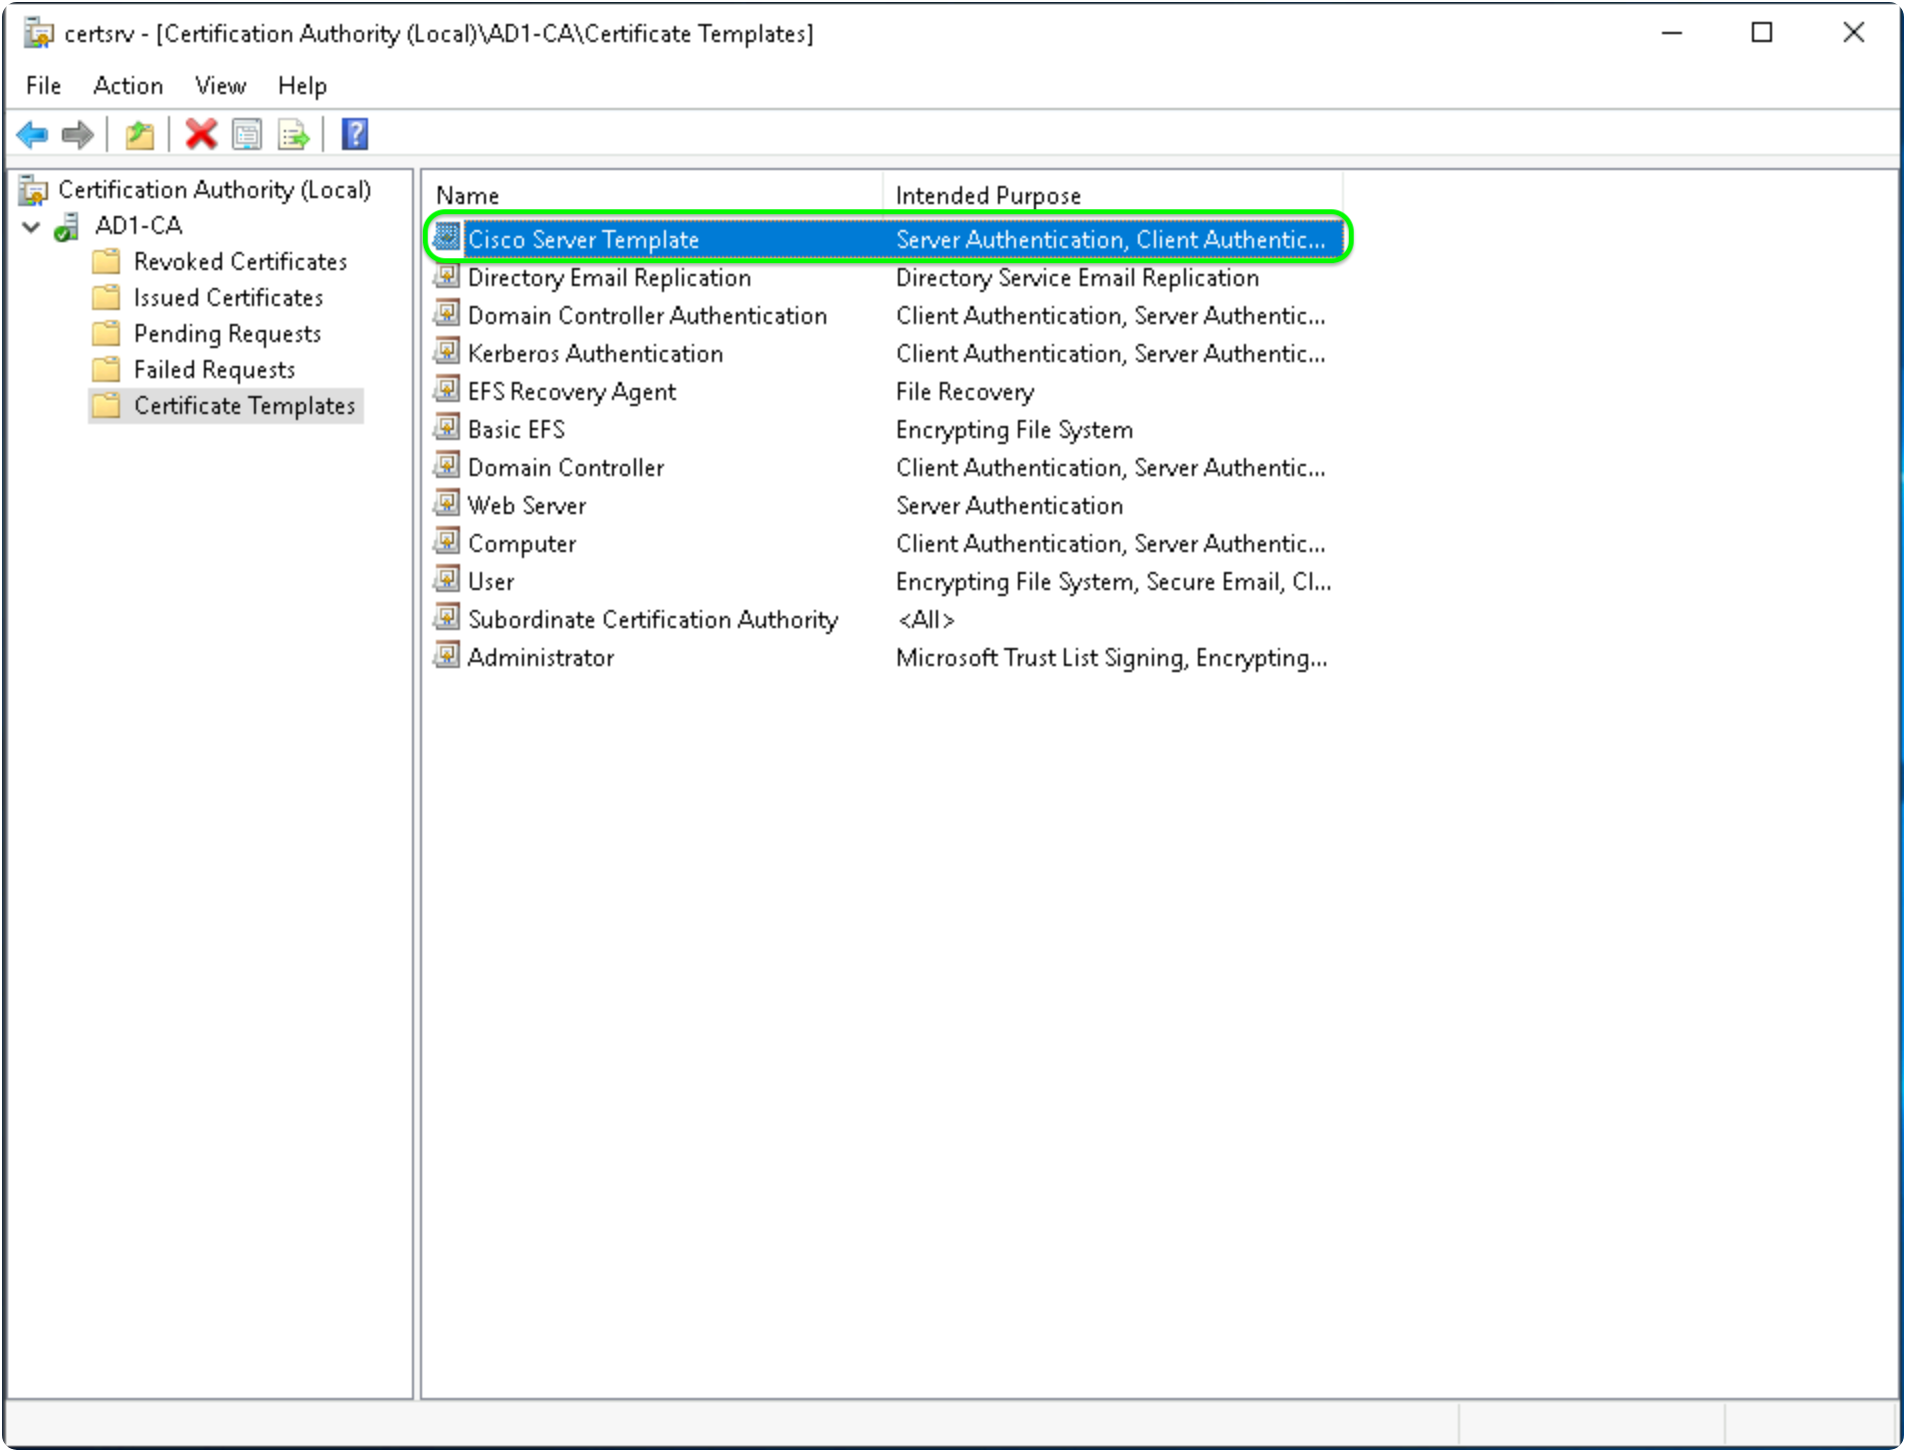 certsrv - [Certification Authority (Local)\AD1-CA\Certificate Templates]
File Action View Help
?
Certification Authority (Local)
AD1-CA
Revoked Certificates
Issued Certificates
Pending Requests
Failed Requests
Certificate Templates
Name Intended Purpose
Cisco Server Template Server Authentication, Client Authentic...
Directory Email Replication Directory Service Email Replication
Domain Controller Authentication Client Authentication, Server Authentic...
Kerberos Authentication Client Authentication, Server Authentic...
EFS Recovery Agent File Recovery
Basic EFS Encrypting File System
Domain Controller Client Authentication, Server Authentic...
Web Server Server Authentication
Computer Client Authentication, Server Authentic...
User Encrypting File System, Secure Email, Cl...
Subordinate Certification Authority <All>
Administrator Microsoft Trust List Signing, Encrypting...